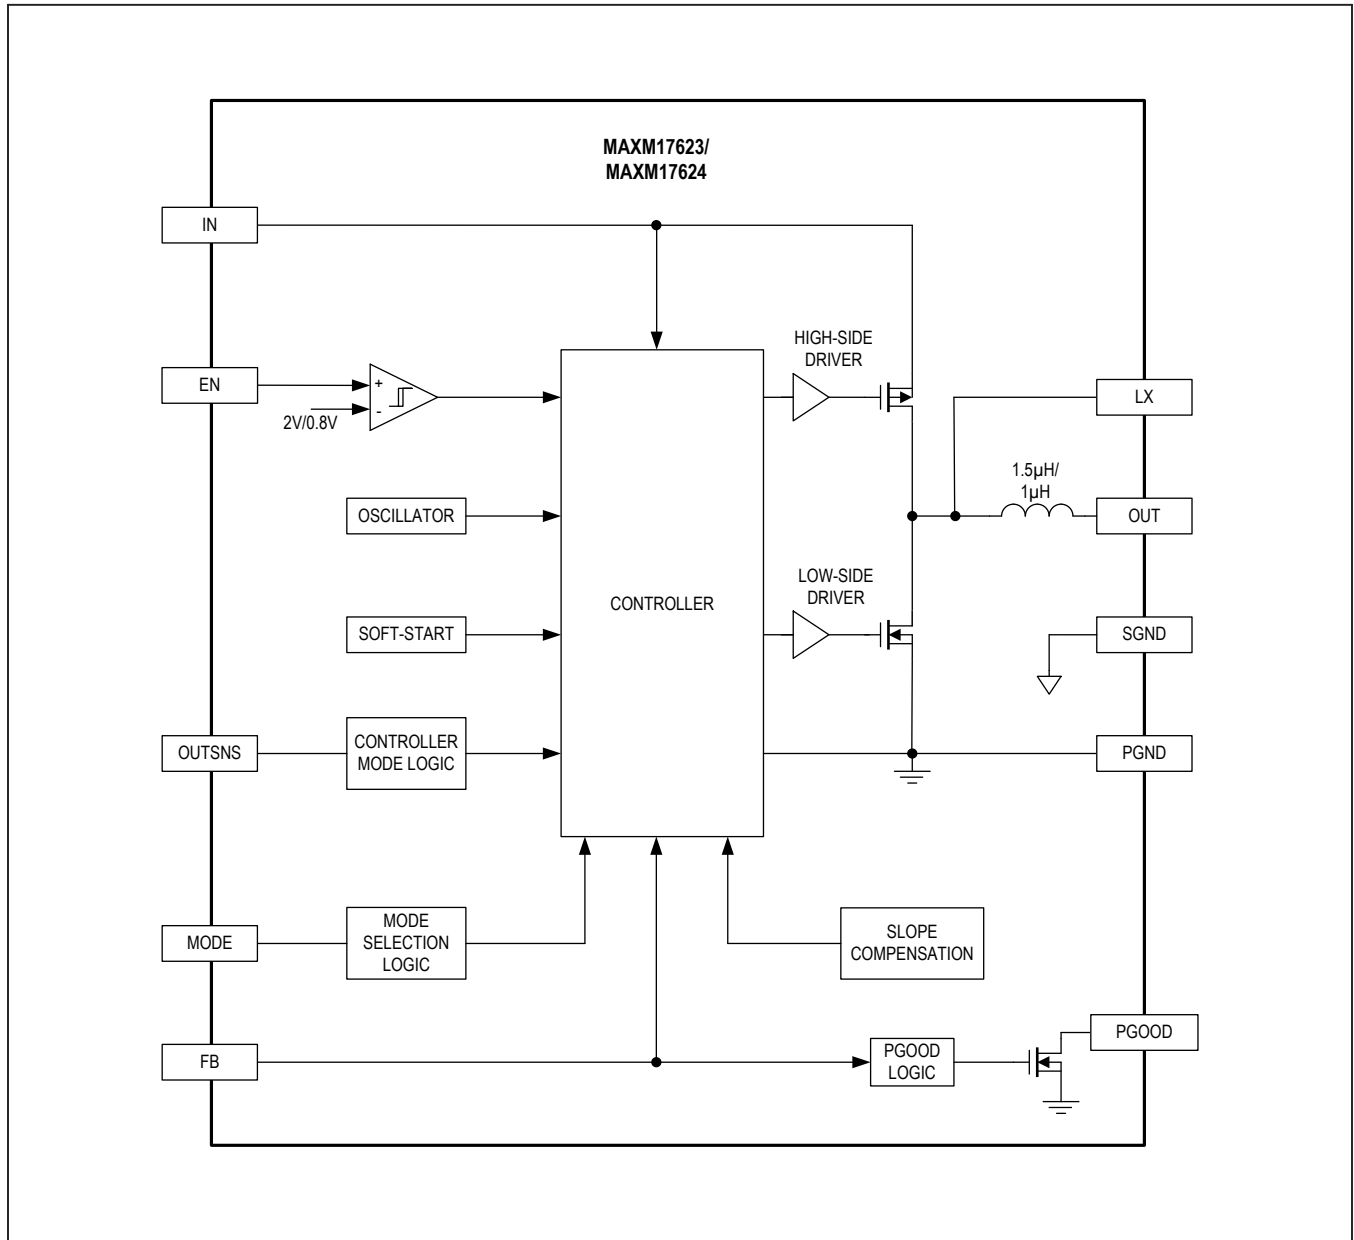 MAXM17623/
MAXM17624
IN
HIGH-SIDE
DRIVER
EN
+
-
2V/0.8V
LX
1.5µH/
1µH
OSCILLATOR
OUT
LOW-SIDE
DRIVER
CONTROLLER
SOFT-START
SGND
OUTSNS
CONTROLLER
MODE LOGIC
PGND
MODE
MODE
SELECTION
LOGIC
SLOPE
COMPENSATION
PGOOD
FB
PGOOD
LOGIC